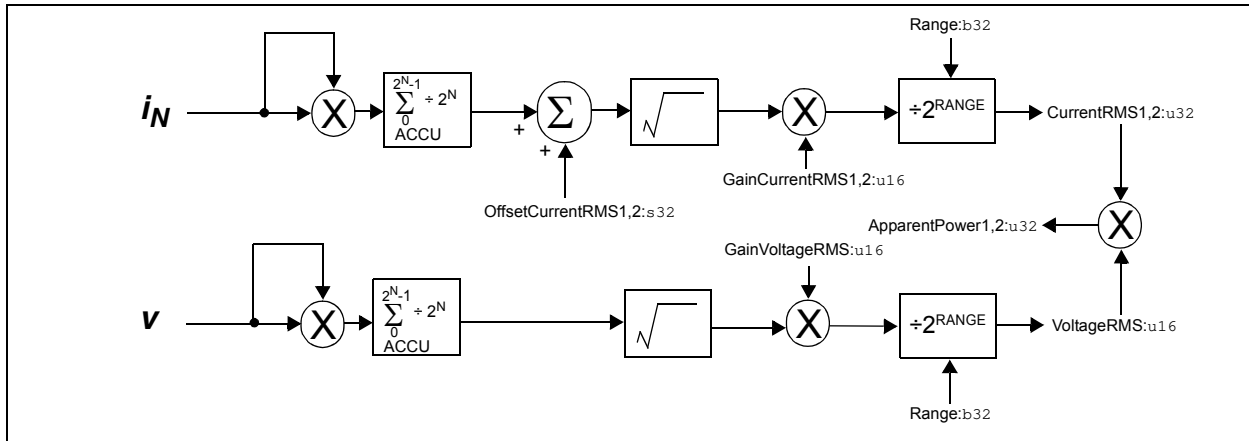 Range:b32
i_N
X
2^N-1
Σ ÷ 2^N
0
ACCU
+
+
Σ
√
X
÷2^RANGE
CurrentRMS1,2:u32
GainCurrentRMS1,2:u16
OffsetCurrentRMS1,2:s32
ApparentPower1,2:u32
X
GainVoltageRMS:u16
v
X
2^N-1
Σ ÷ 2^N
0
ACCU
√
X
÷2^RANGE
VoltageRMS:u16
Range:b32